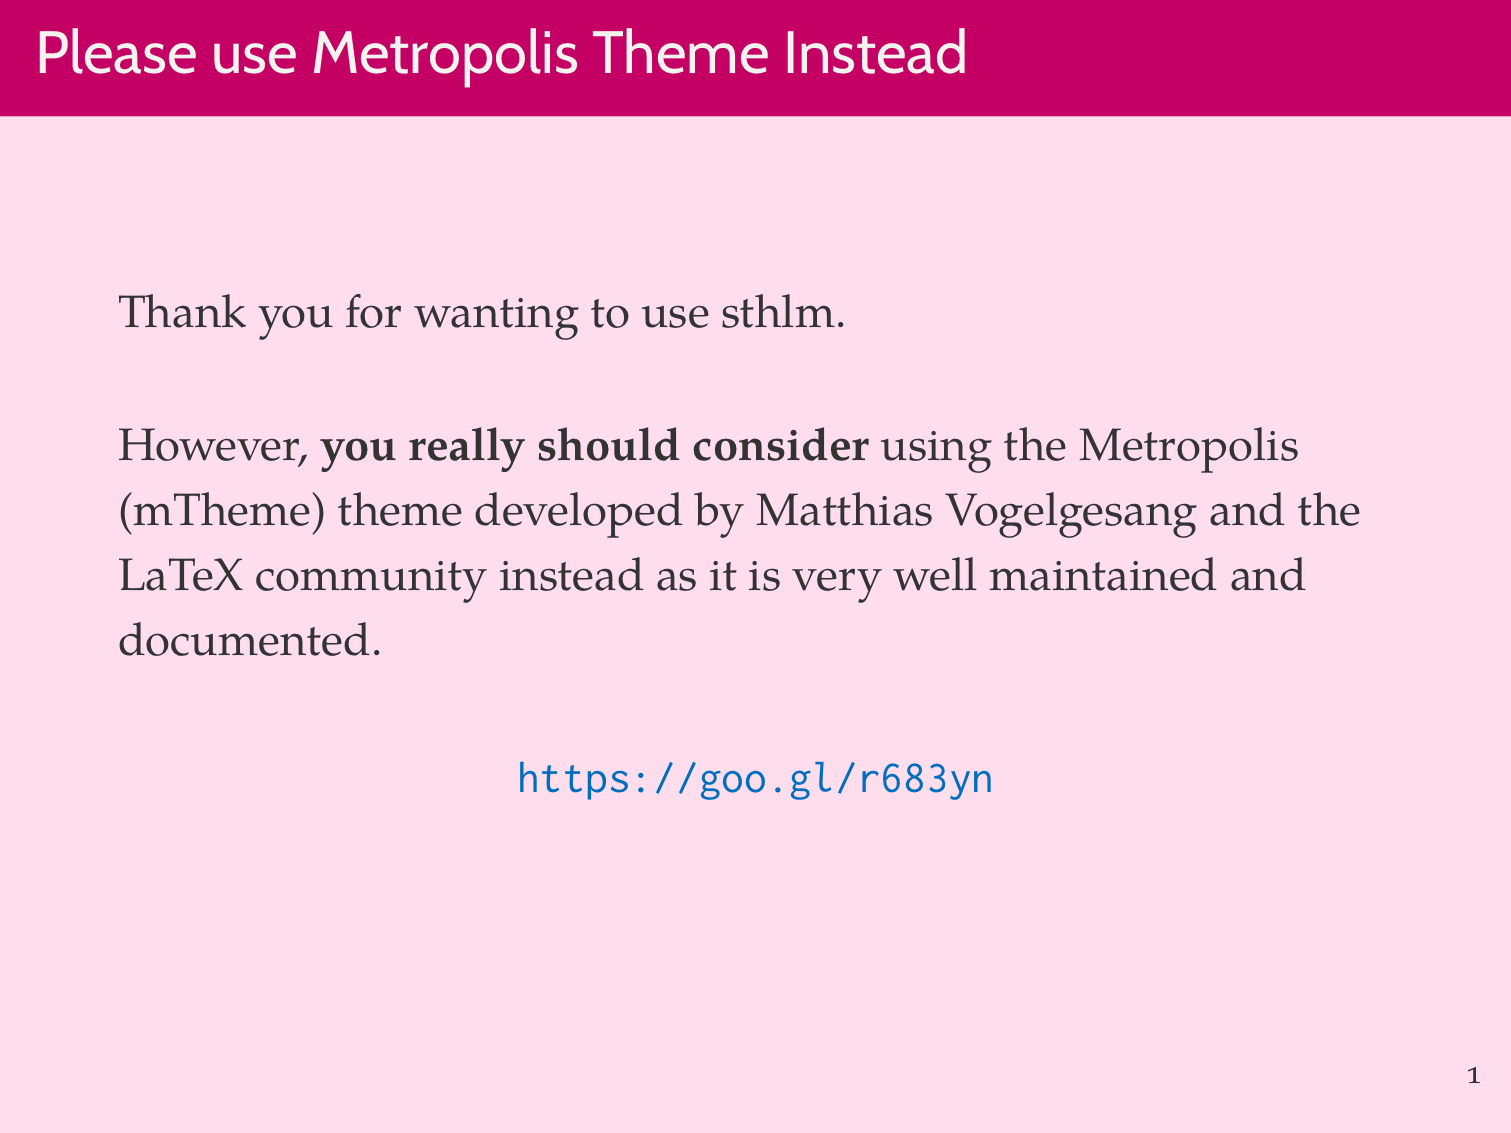 Please use Metropolis Theme Instead
Thank you for wanting to use sthlm.
However, you really should consider using the Metropolis
(mTheme) theme developed by Matthias Vogelgesang and the
LaTeX community instead as it is very well maintained and
documented.
https://goo.gl/r683yn
1